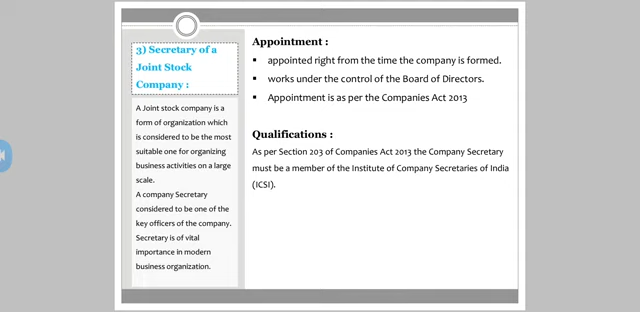 3) Secretary of a
Joint Stock
Company :
A Joint stock company is a
form of organization which
is considered to be the most
suitable one for organizing
business activities on a large
scale.
A company Secretary
considered to be one of the
key officers of the company.
Secretary is of vital
importance in modern
business organization.
Appointment :
▪ appointed right from the time the company is formed.
▪ works under the control of the Board of Directors.
▪ Appointment is as per the Companies Act 2013
Qualifications :
As per Section 203 of Companies Act 2013 the Company Secretary
must be a member of the Institute of Company Secretaries of India
(ICSI).